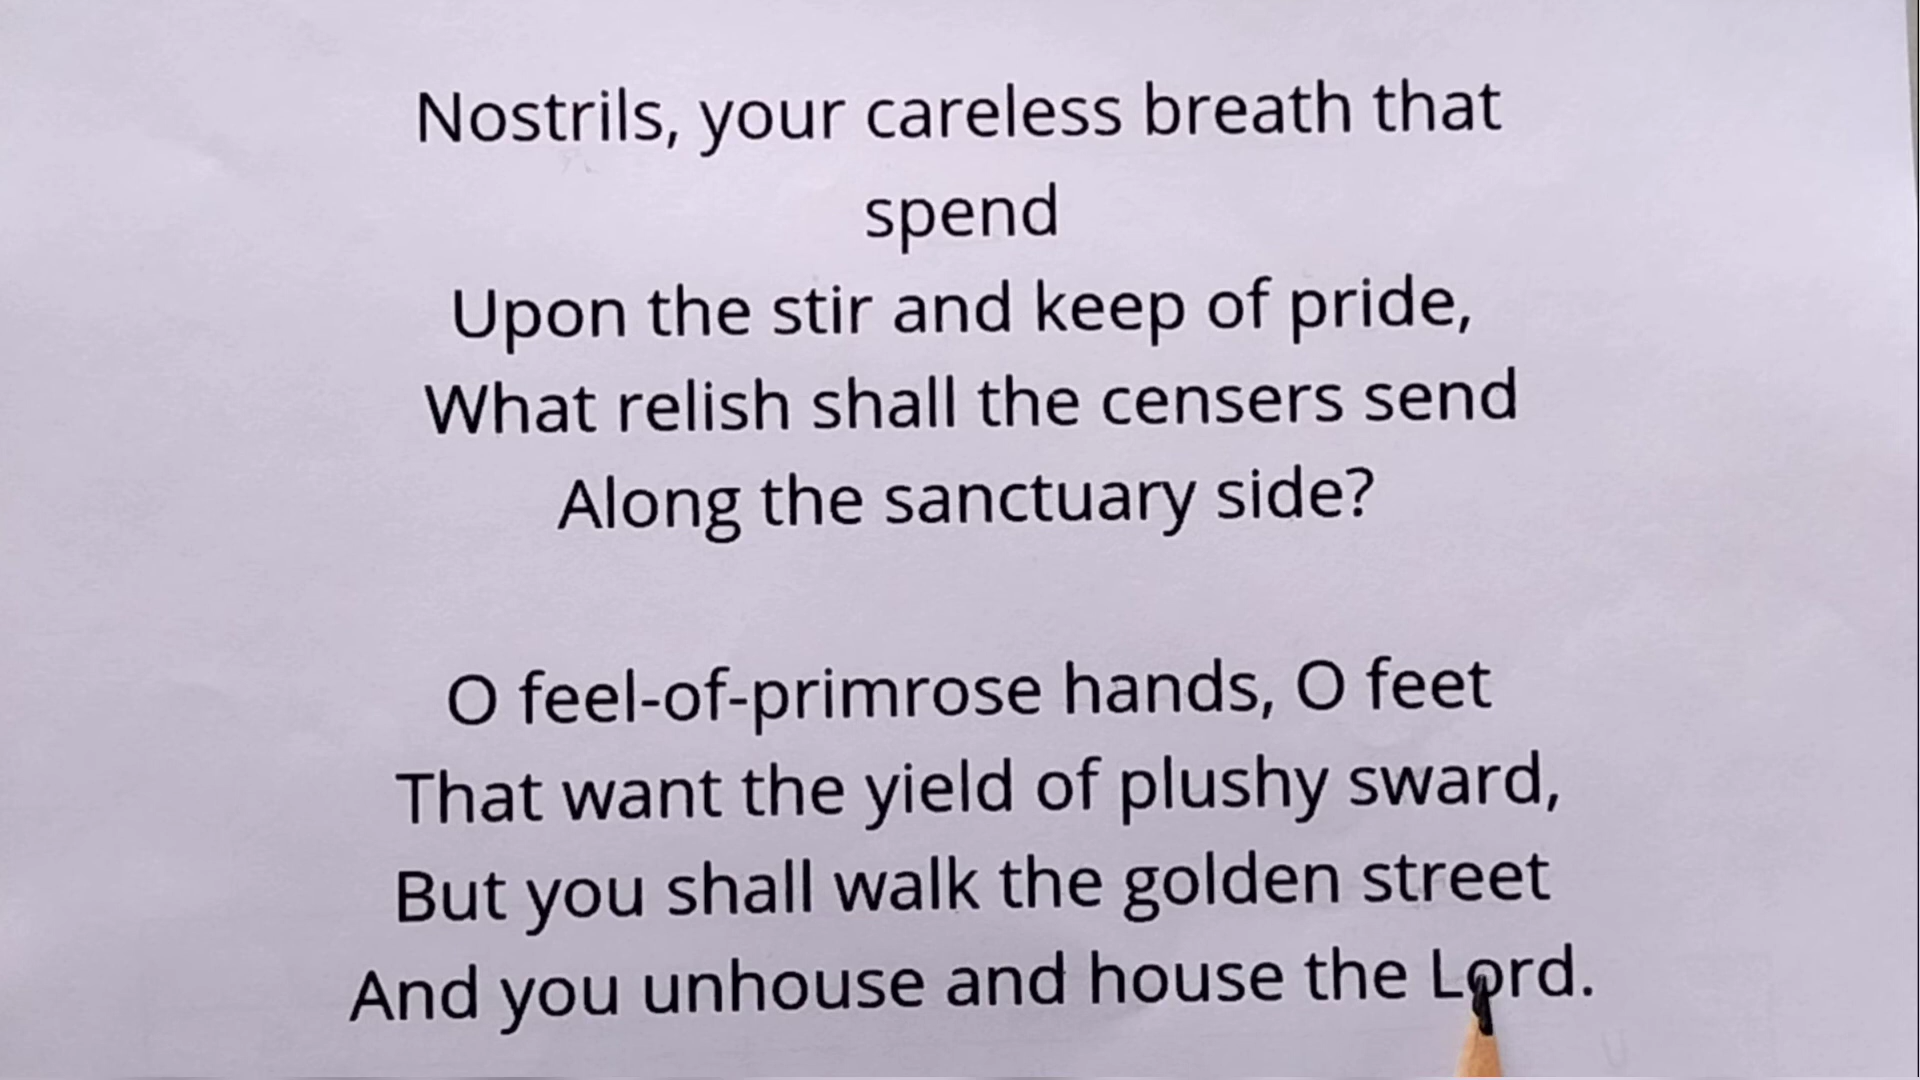 Nostrils, your careless breath that
spend
Upon the stir and keep of pride,
What relish shall the censers send
Along the sanctuary side?
O feel-of-primrose hands, O feet
That want the yield of plushy sward,
But you shall walk the golden street
And you unhouse and house the Lord.